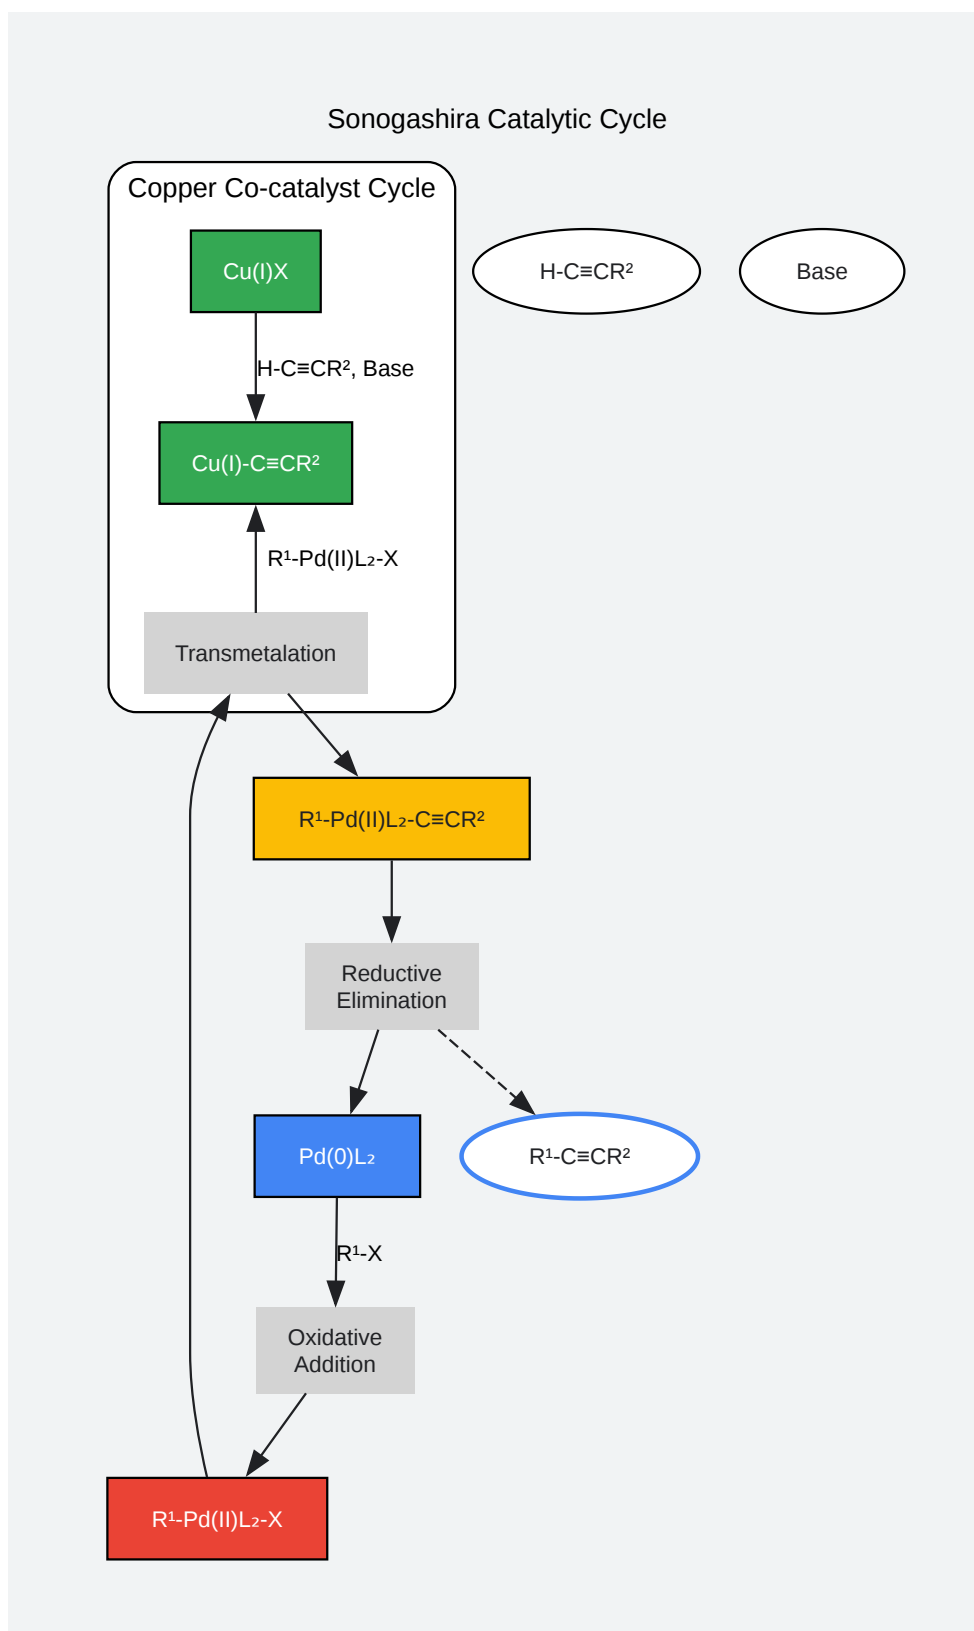 Sonogashira Catalytic Cycle
Copper Co-catalyst Cycle
Cu(I)X
H-C≡CR²
Base
H-C≡CR², Base
Cu(I)-C≡CR²
R¹-Pd(II)L₂-X
Transmetalation
R¹-Pd(II)L₂-C≡CR²
Reductive
Elimination
Pd(0)L₂
R¹-C≡CR²
R¹-X
Oxidative
Addition
R¹-Pd(II)L₂-X